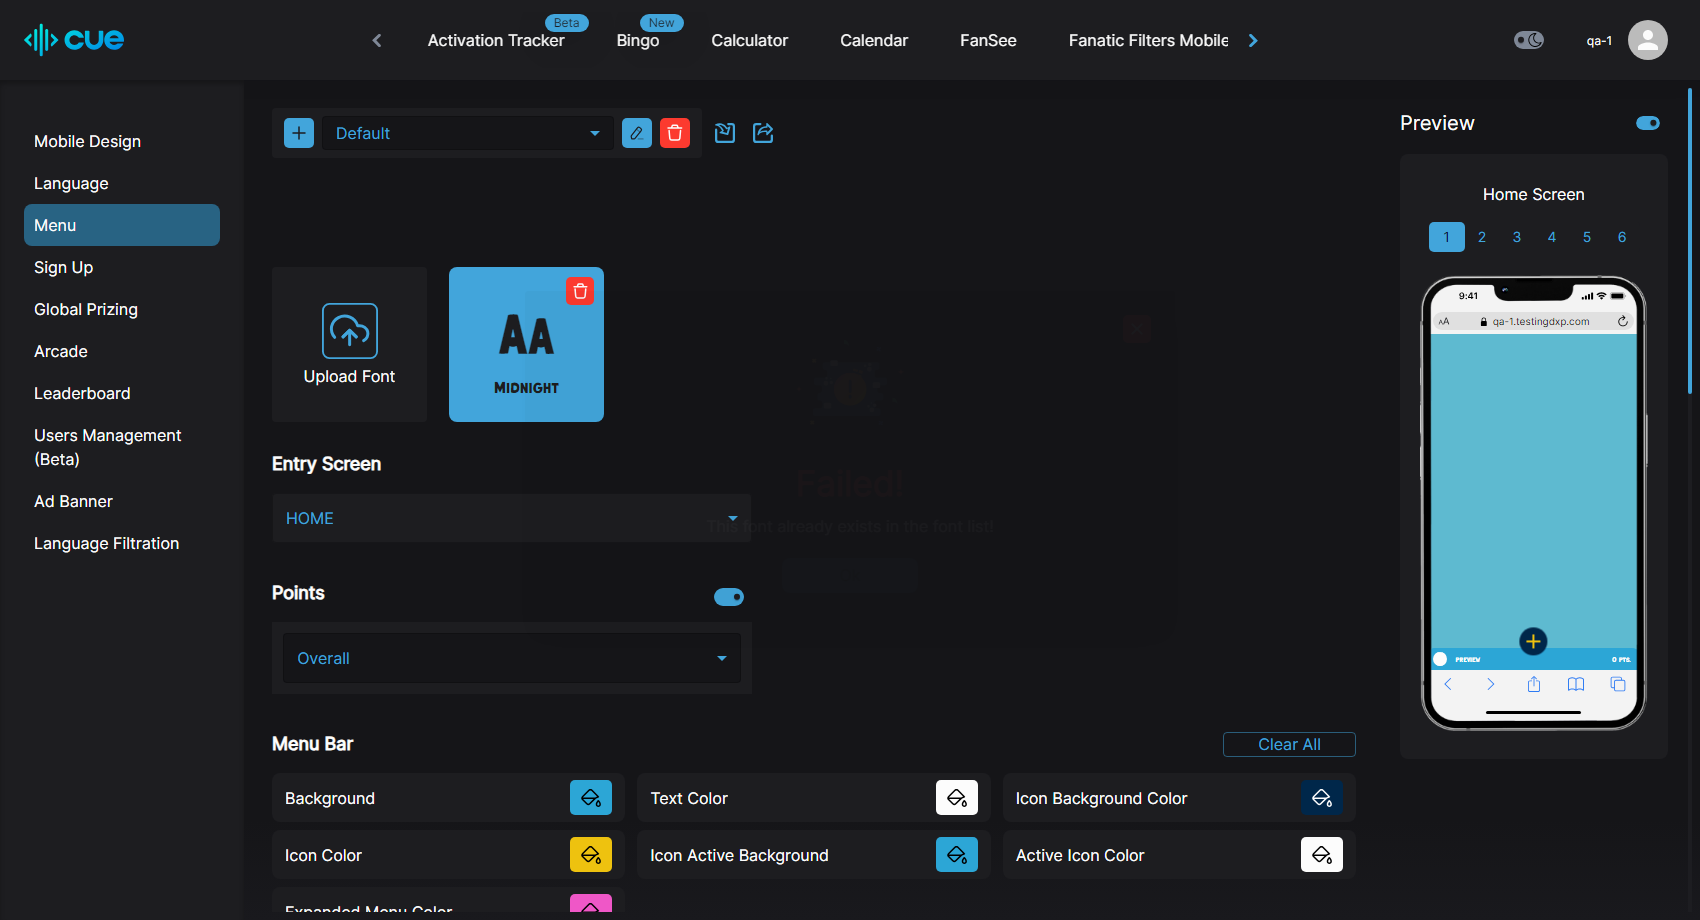 cue
Activation Tracker
Beta
Bingo
New
Calculator
Calendar
FanSee
Fanatic Filters Mobile
qa-1
Mobile Design
Language
Menu
Sign Up
Global Prizing
Arcade
Leaderboard
Users Management
(Beta)
Ad Banner
Language Filtration
Default
Upload Font
AA
MIDNIGHT
Failed!
This font already exists in the font list!
Entry Screen
HOME
Points
Overall
Menu Bar
Clear All
Background
Text Color
Icon Background Color
Icon Color
Icon Active Background
Active Icon Color
Expanded Menu Color
Preview
Home Screen
1 2 3 4 5 6
9:41
AA
qa-1.testingdxp.com
PREVIEW
0 PTS.